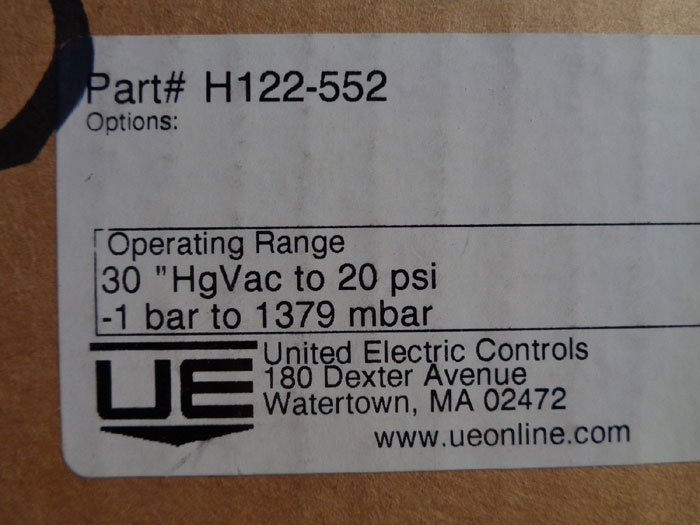 Part# H122-552
Options:
Operating Range
30 "HgVac to 20 psi
-1 bar to 1379 mbar
UE
United Electric Controls
180 Dexter Avenue
Watertown, MA 02472
www.ueonline.com